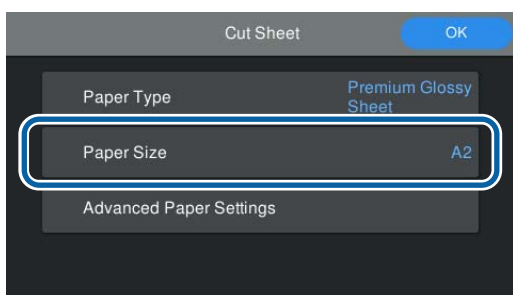 Cut Sheet
OK
Paper Type
Premium Glossy
Sheet
Paper Size
A2
Advanced Paper Settings